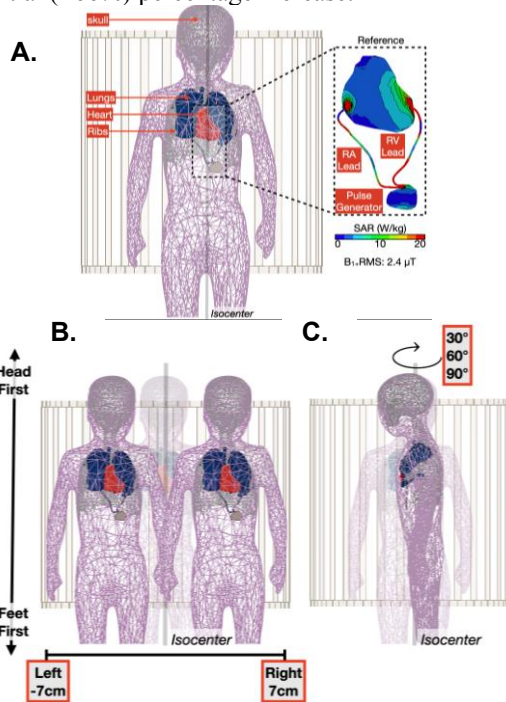 A.
skull
Lungs
Heart
Ribs
Reference
RA
Lead
RV
Lead
Pulse
Generator
SAR (W/kg)
0 10 20
B1+RMS: 2.4 µT
Isocenter
B.
C.
30°
60°
90°
Head
First
Feet
First
Isocenter
Isocenter
Left
-7cm
Right
7cm